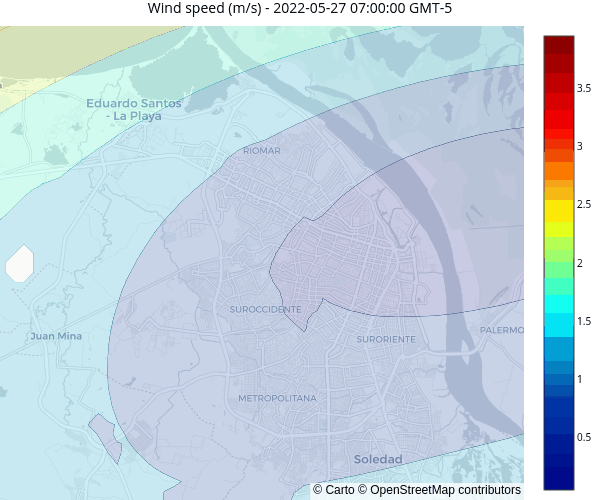 Wind speed (m/s) - 2022-05-27 07:00:00 GMT-5
3.5
3
2.5
2
1.5
1
0.5
Eduardo Santos
- La Playa
RIOMAR
SUROCCIDENTE
Juan Mina
SURORIENTE
PALERMO
METROPOLITANA
Soledad
© Carto © OpenStreetMap contributors